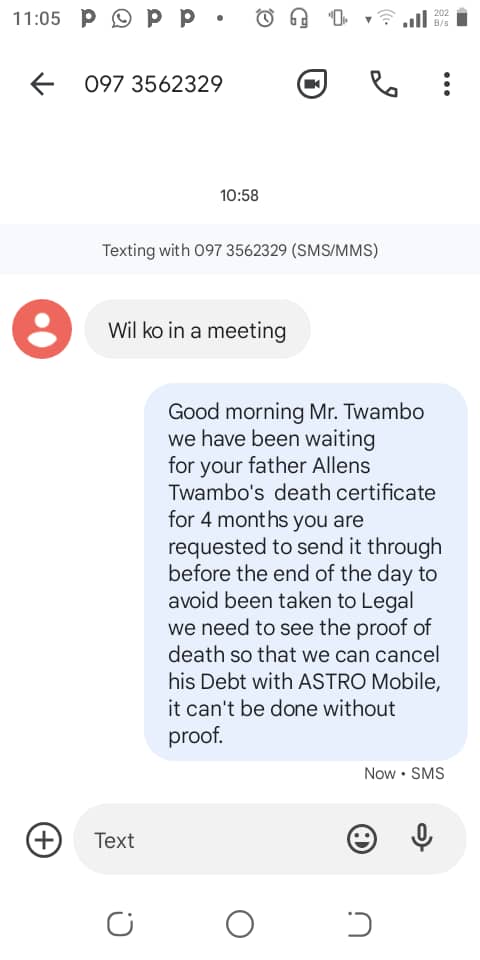 11:05
202
B/s
097 3562329
10:58
Texting with 097 3562329 (SMS/MMS)
Wil ko in a meeting
Good morning Mr. Twambo
we have been waiting
for your father Allens
Twambo's death certificate
for 4 months you are
requested to send it through
before the end of the day to
avoid been taken to Legal
we need to see the proof of
death so that we can cancel
his Debt with ASTRO Mobile,
it can't be done without
proof.
Now • SMS
Text